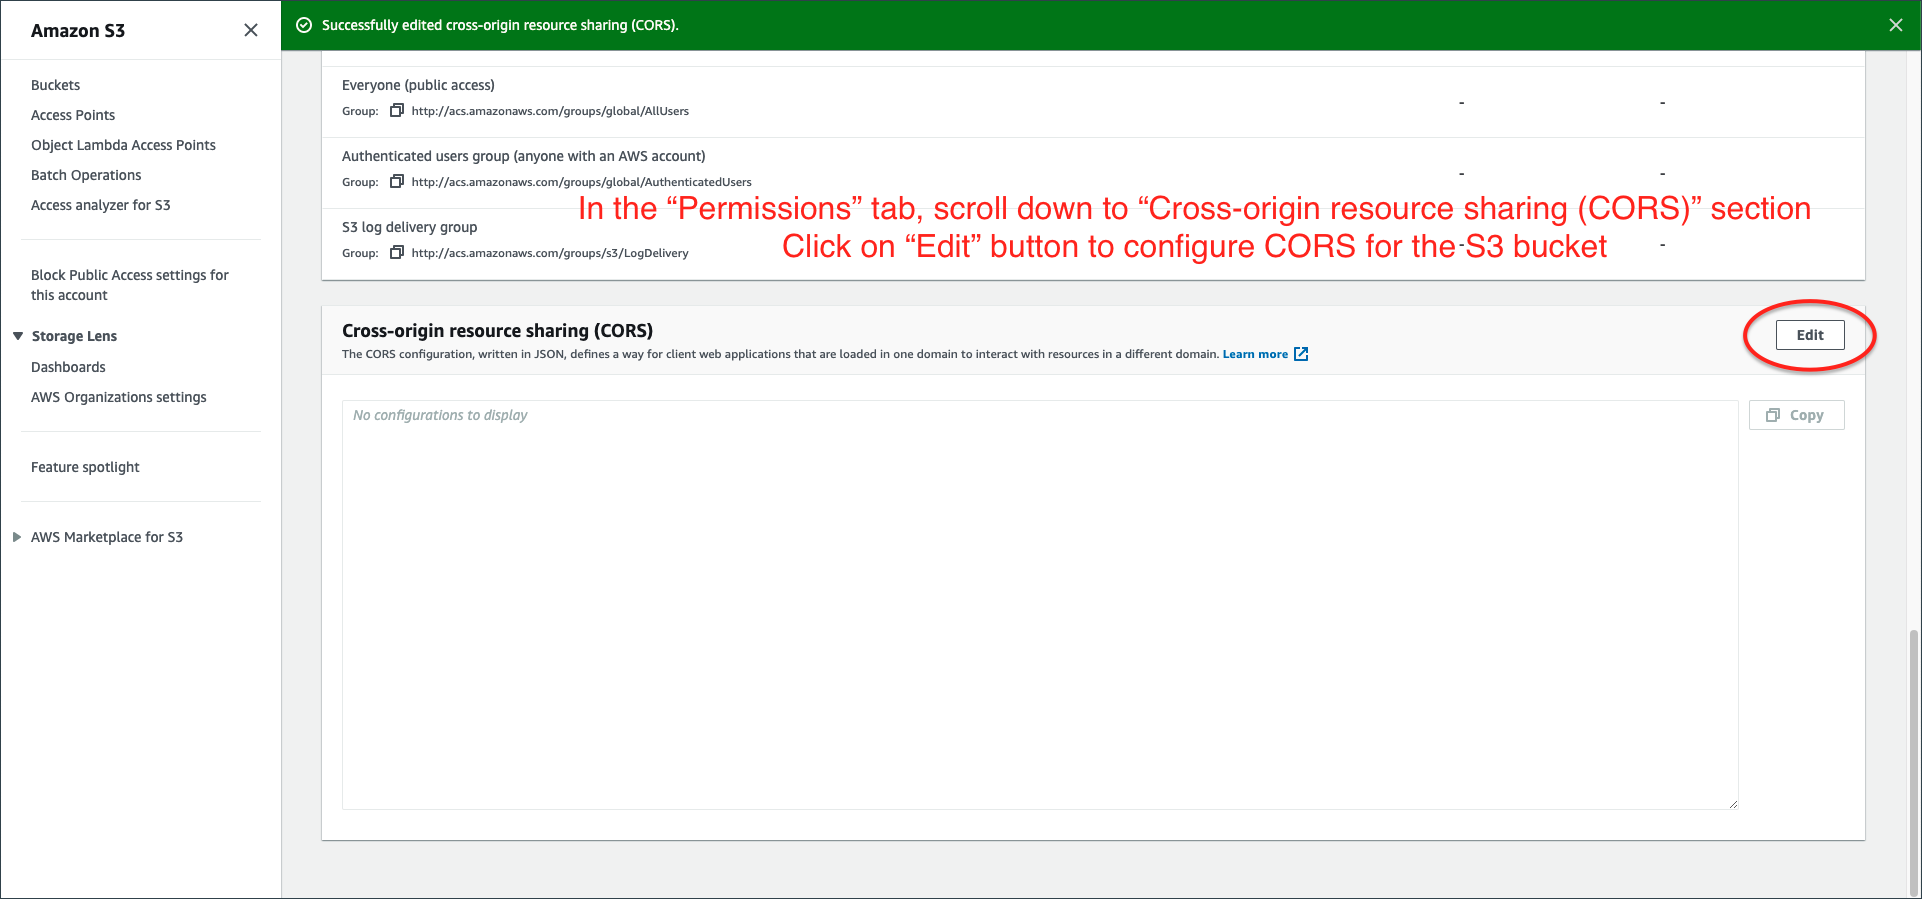 Amazon S3
Successfully edited cross-origin resource sharing (CORS).
Buckets
Access Points
Object Lambda Access Points
Batch Operations
Access analyzer for S3
Block Public Access settings for
this account
Storage Lens
Dashboards
AWS Organizations settings
Feature spotlight
AWS Marketplace for S3
Everyone (public access)
Group: http://acs.amazonaws.com/groups/global/AllUsers
- -
Authenticated users group (anyone with an AWS account)
Group: http://acs.amazonaws.com/groups/global/AuthenticatedUsers
- -
In the “Permissions” tab, scroll down to “Cross-origin resource sharing (CORS)” section
Click on “Edit” button to configure CORS for the S3 bucket
S3 log delivery group
Group: http://acs.amazonaws.com/groups/s3/LogDelivery
- -
Cross-origin resource sharing (CORS)
Edit
The CORS configuration, written in JSON, defines a way for client web applications that are loaded in one domain to interact with resources in a different domain. Learn more
No configurations to display
Copy